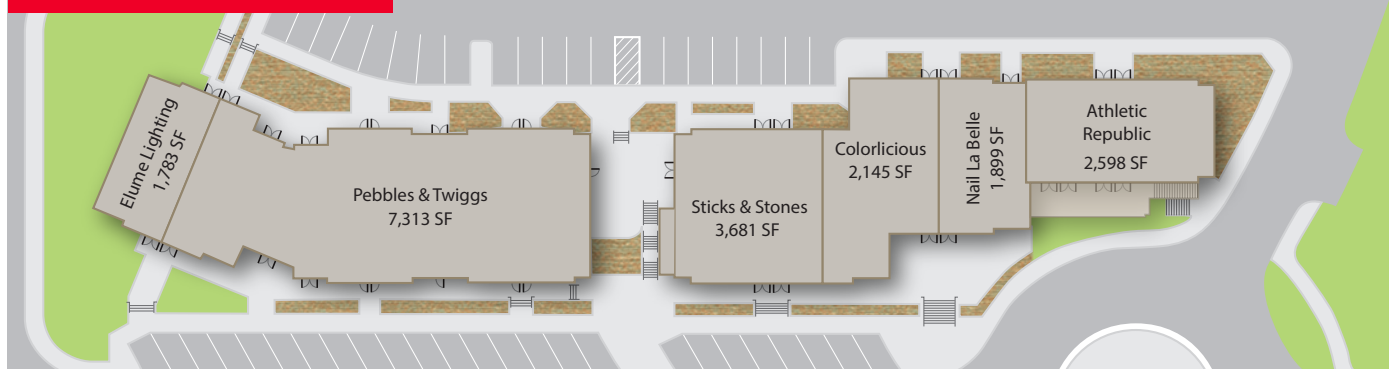 Elume Lighting
1,783 SF
Pebbles & Twiggs
7,313 SF
Sticks & Stones
3,681 SF
Colorlicious
2,145 SF
Nail La Belle
1,899 SF
Athletic
Republic
2,598 SF